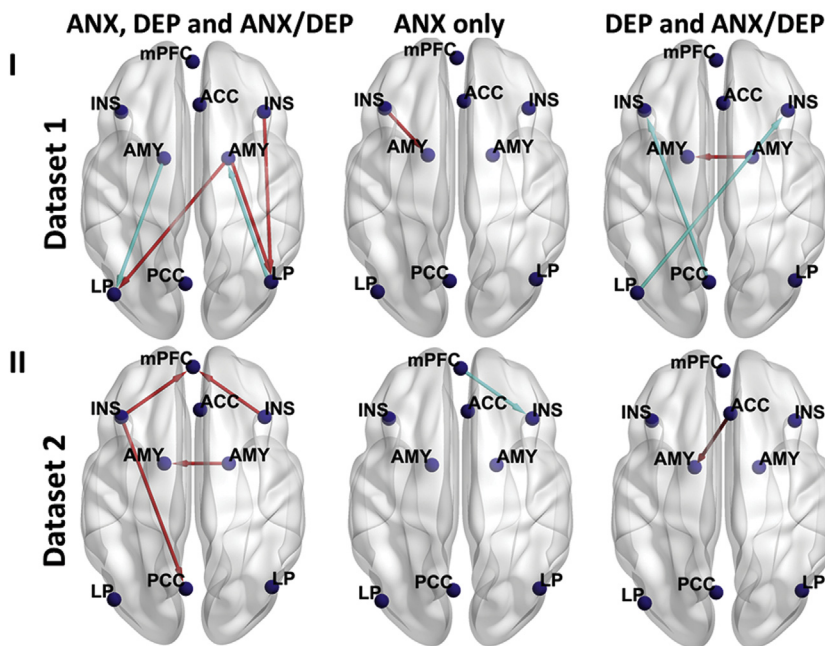 ANX, DEP and ANX/DEP ANX only DEP and ANX/DEP
I
Dataset 1
mPFC
INS ACC INS
AMY AMY
LP PCC LP
mPFC
INS ACC INS
AMY AMY
LP PCC LP
mPFC
INS ACC INS
AMY AMY
LP PCC LP
II
Dataset 2
mPFC
INS ACC INS
AMY AMY
LP PCC LP
mPFC
INS ACC INS
AMY AMY
LP PCC LP
mPFC
INS ACC INS
AMY AMY
LP PCC LP